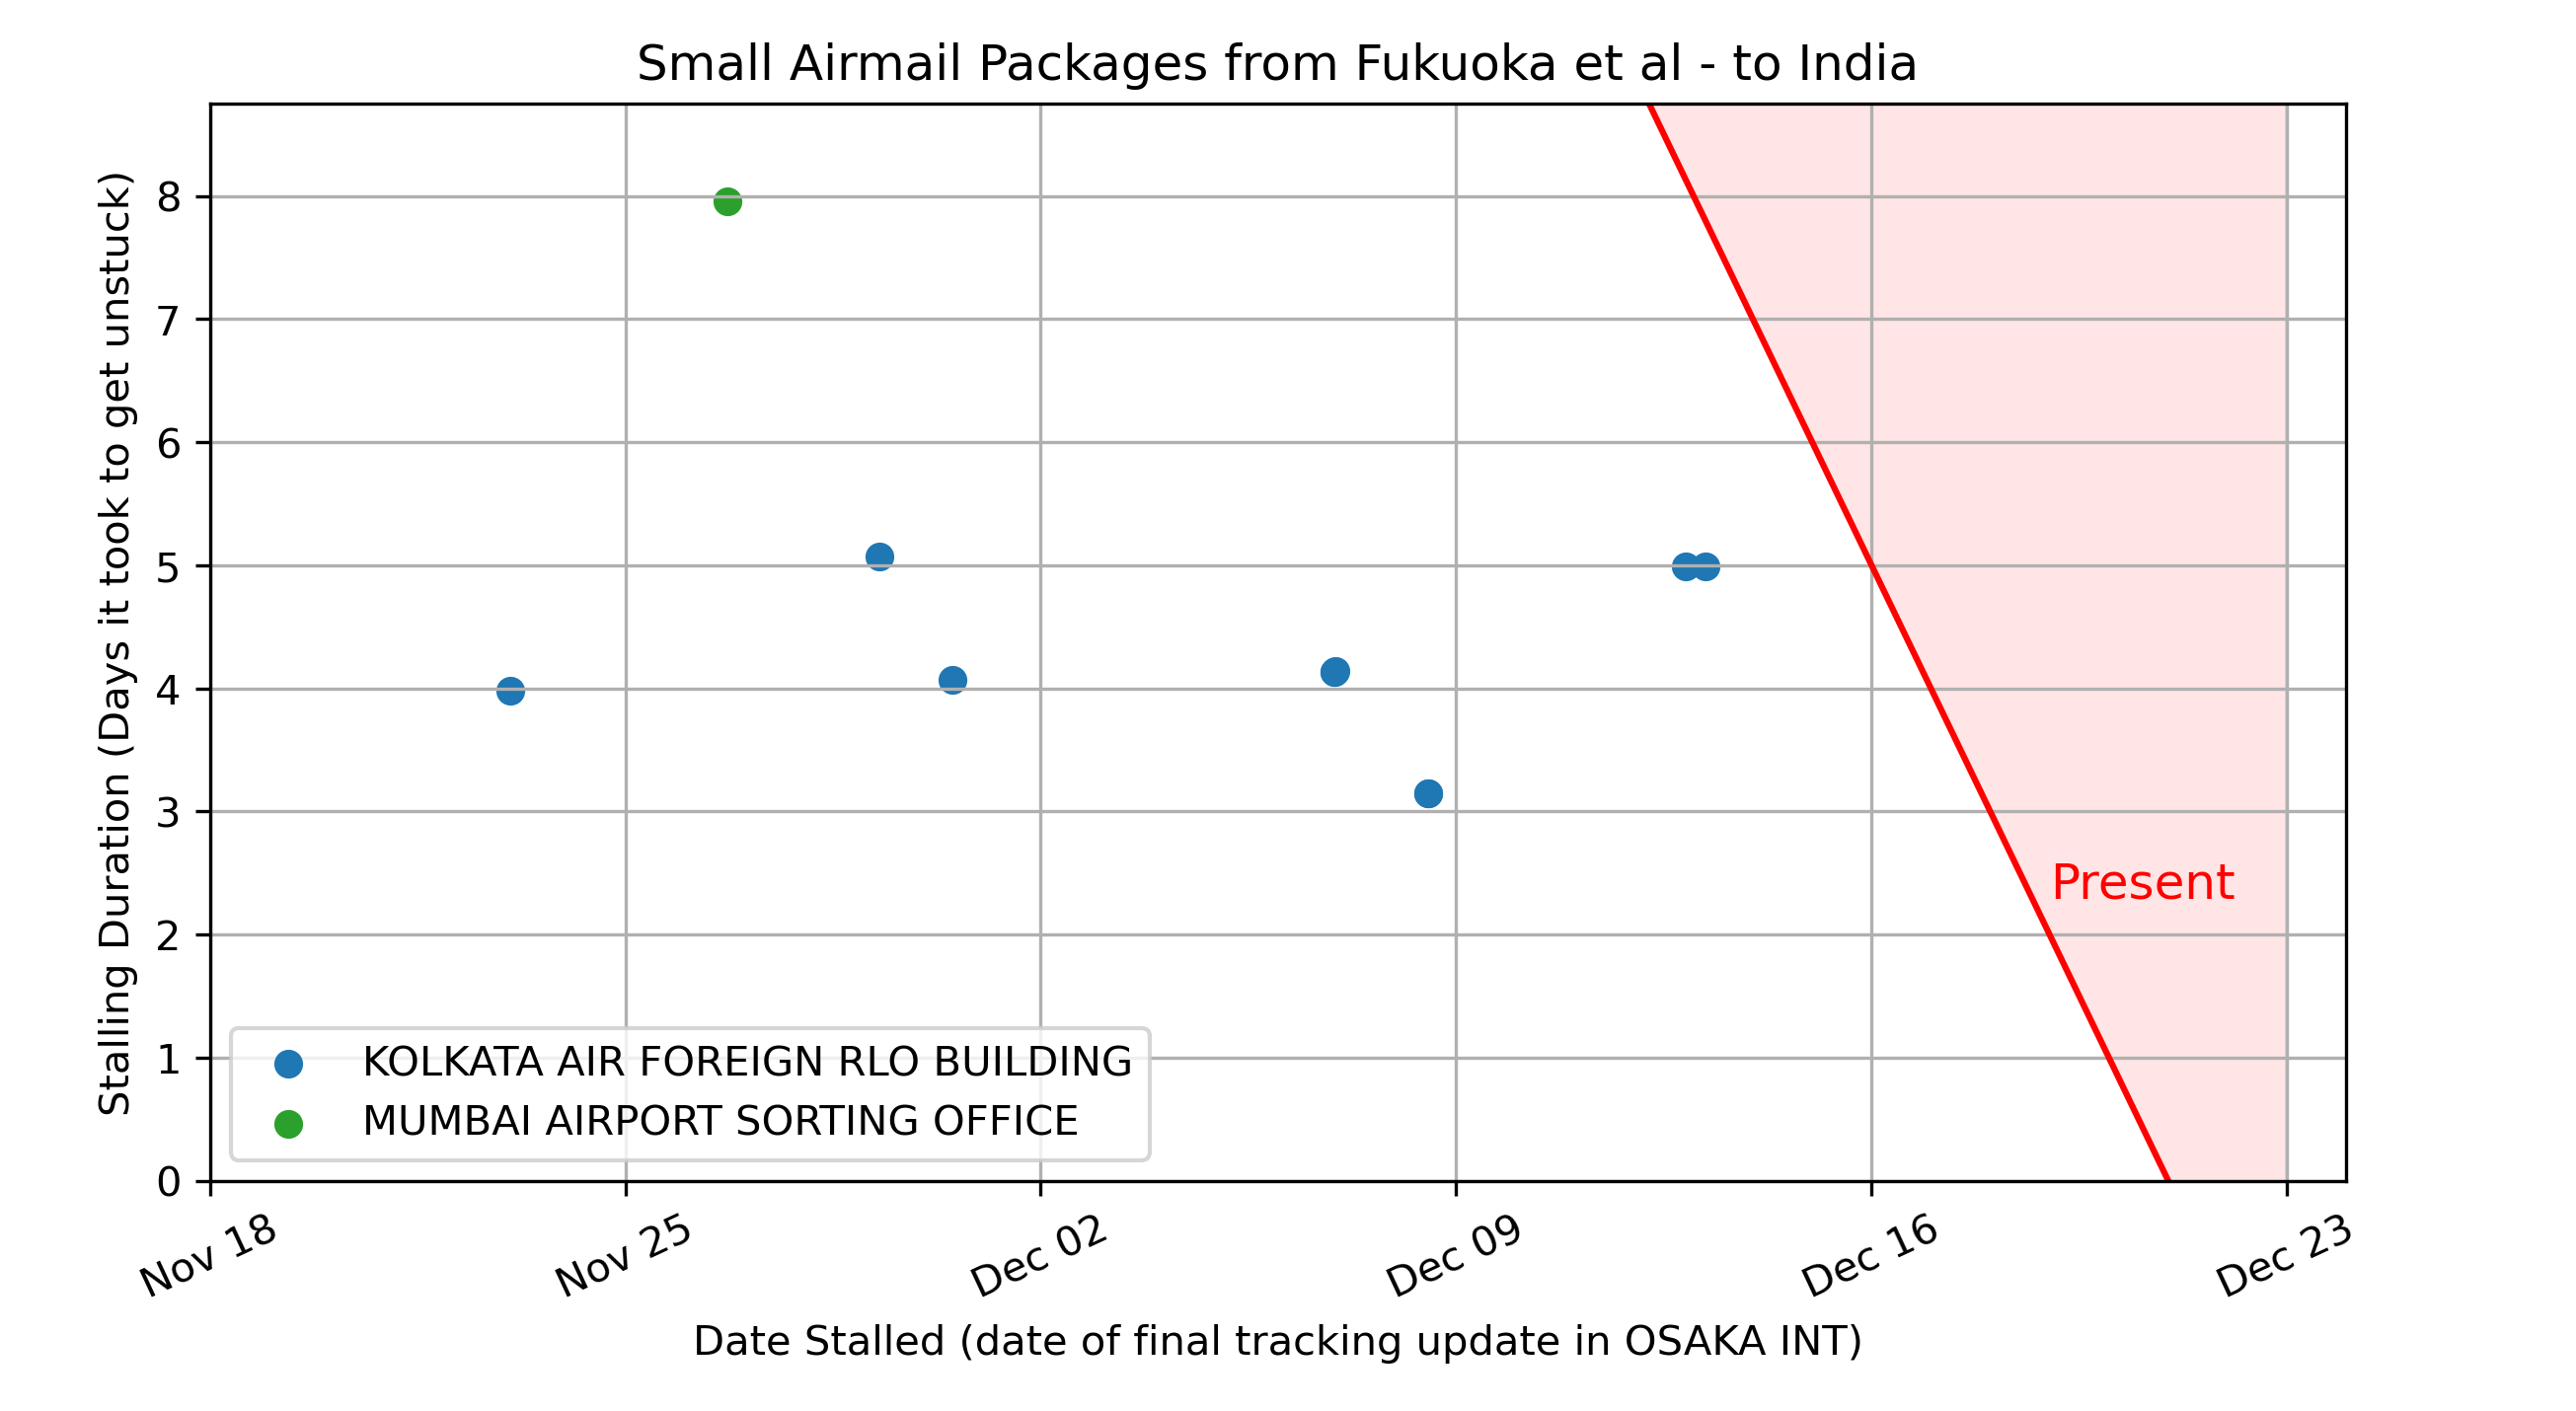 Small Airmail Packages from Fukuoka et al - to India
Stalling Duration (Days it took to get unstuck)
8
7
6
5
4
3
2
1
0
Present
KOLKATA AIR FOREIGN RLO BUILDING
MUMBAI AIRPORT SORTING OFFICE
Nov 18
Nov 25
Dec 02
Dec 09
Dec 16
Dec 23
Date Stalled (date of final tracking update in OSAKA INT)